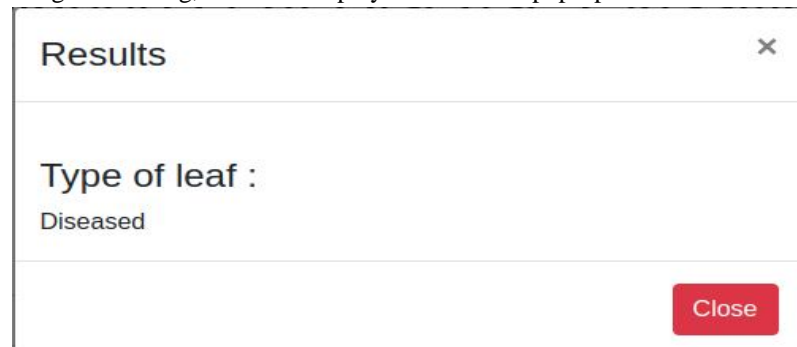 Results ×
Type of leaf :
Diseased
Close